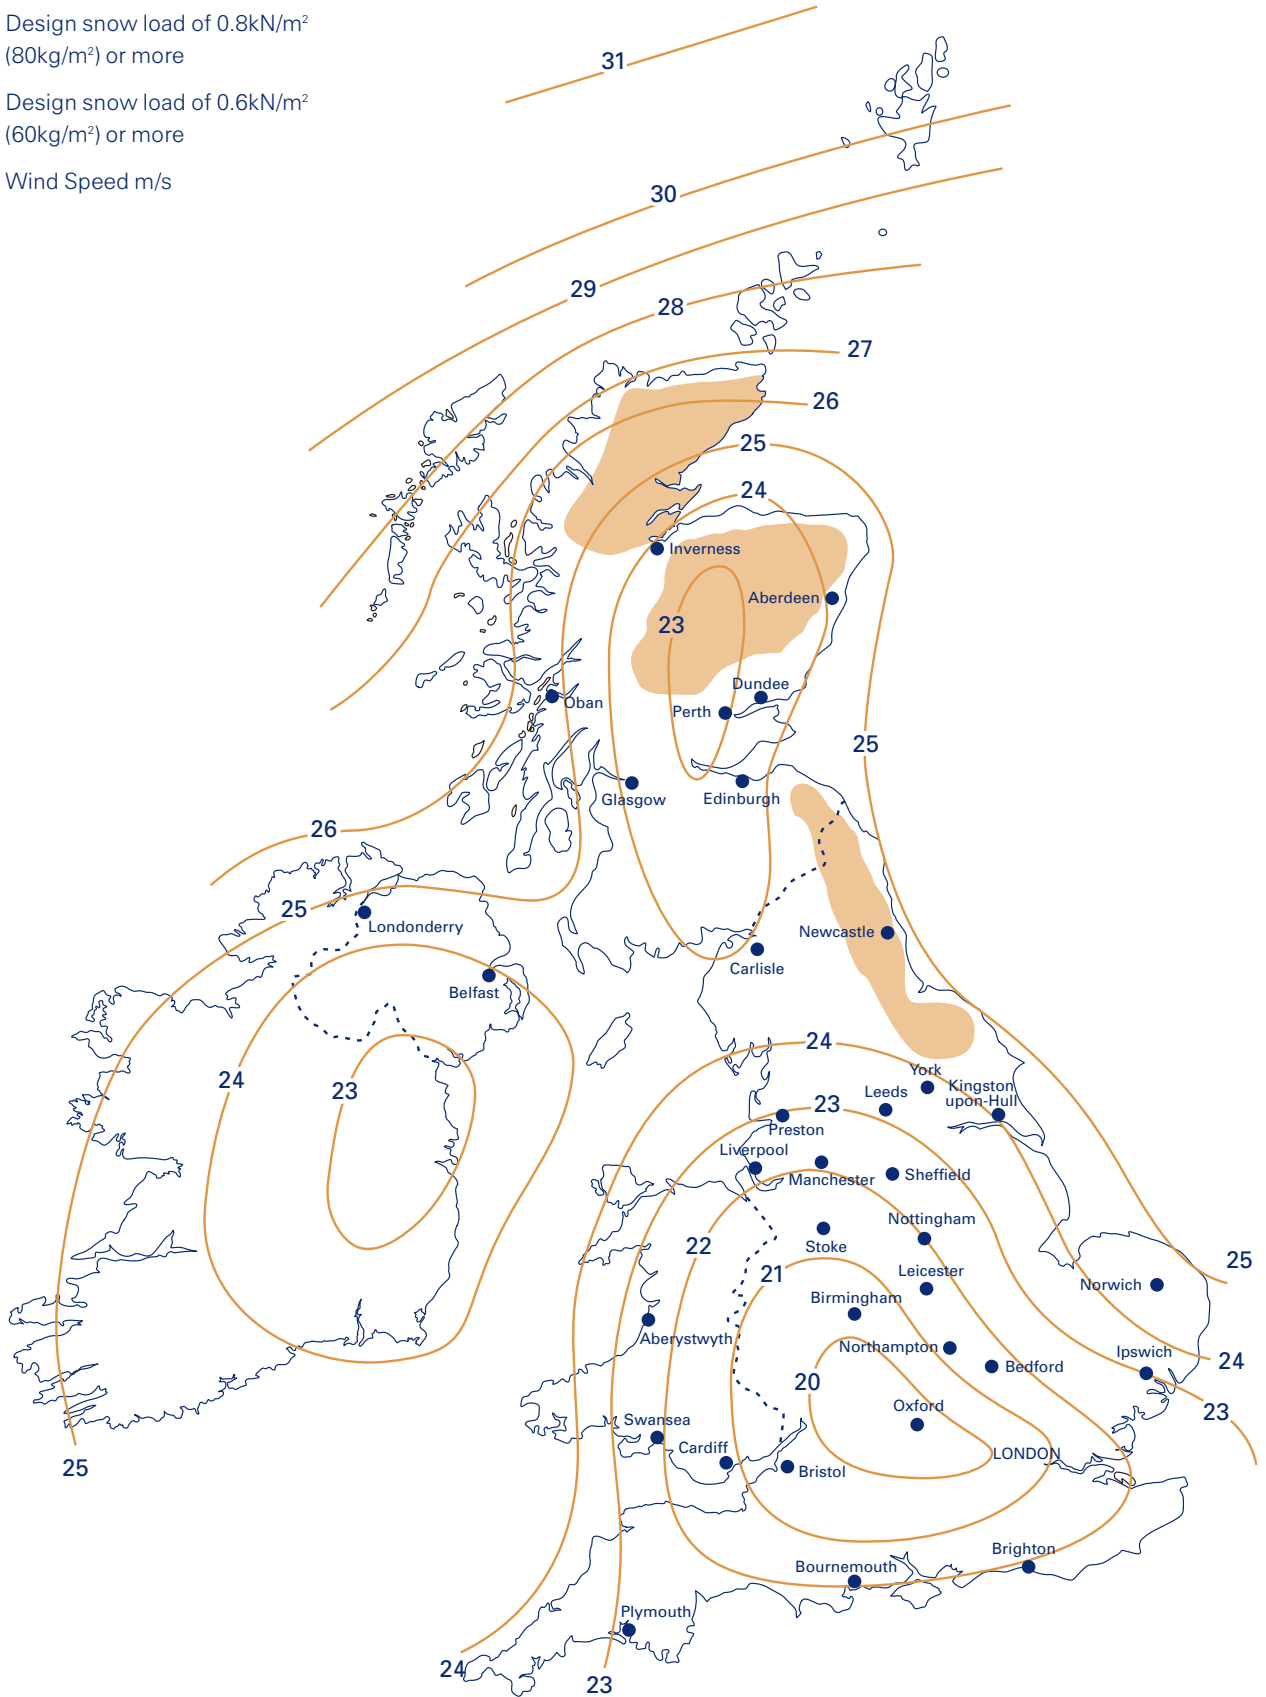 Design snow load of 0.8kN/m²
(80kg/m²) or more
Design snow load of 0.6kN/m²
(60kg/m²) or more
Wind Speed m/s
31
30
29
28
27
26
25
24
Inverness
Aberdeen
23
Dundee
Oban
Perth
25
Glasgow
Edinburgh
26
25
Londonderry
Newcastle
Carlisle
Belfast
24
York
24
23
Leeds
Kingston
upon-Hull
23
Preston
Liverpool
Manchester
Sheffield
Nottingham
22
Stoke
25
21
Leicester
Norwich
Birmingham
Aberystwyth
Northampton
Ipswich
24
Bedford
20
Oxford
23
Swansea
Cardiff
LONDON
25
Bristol
Brighton
Bournemouth
Plymouth
24
23